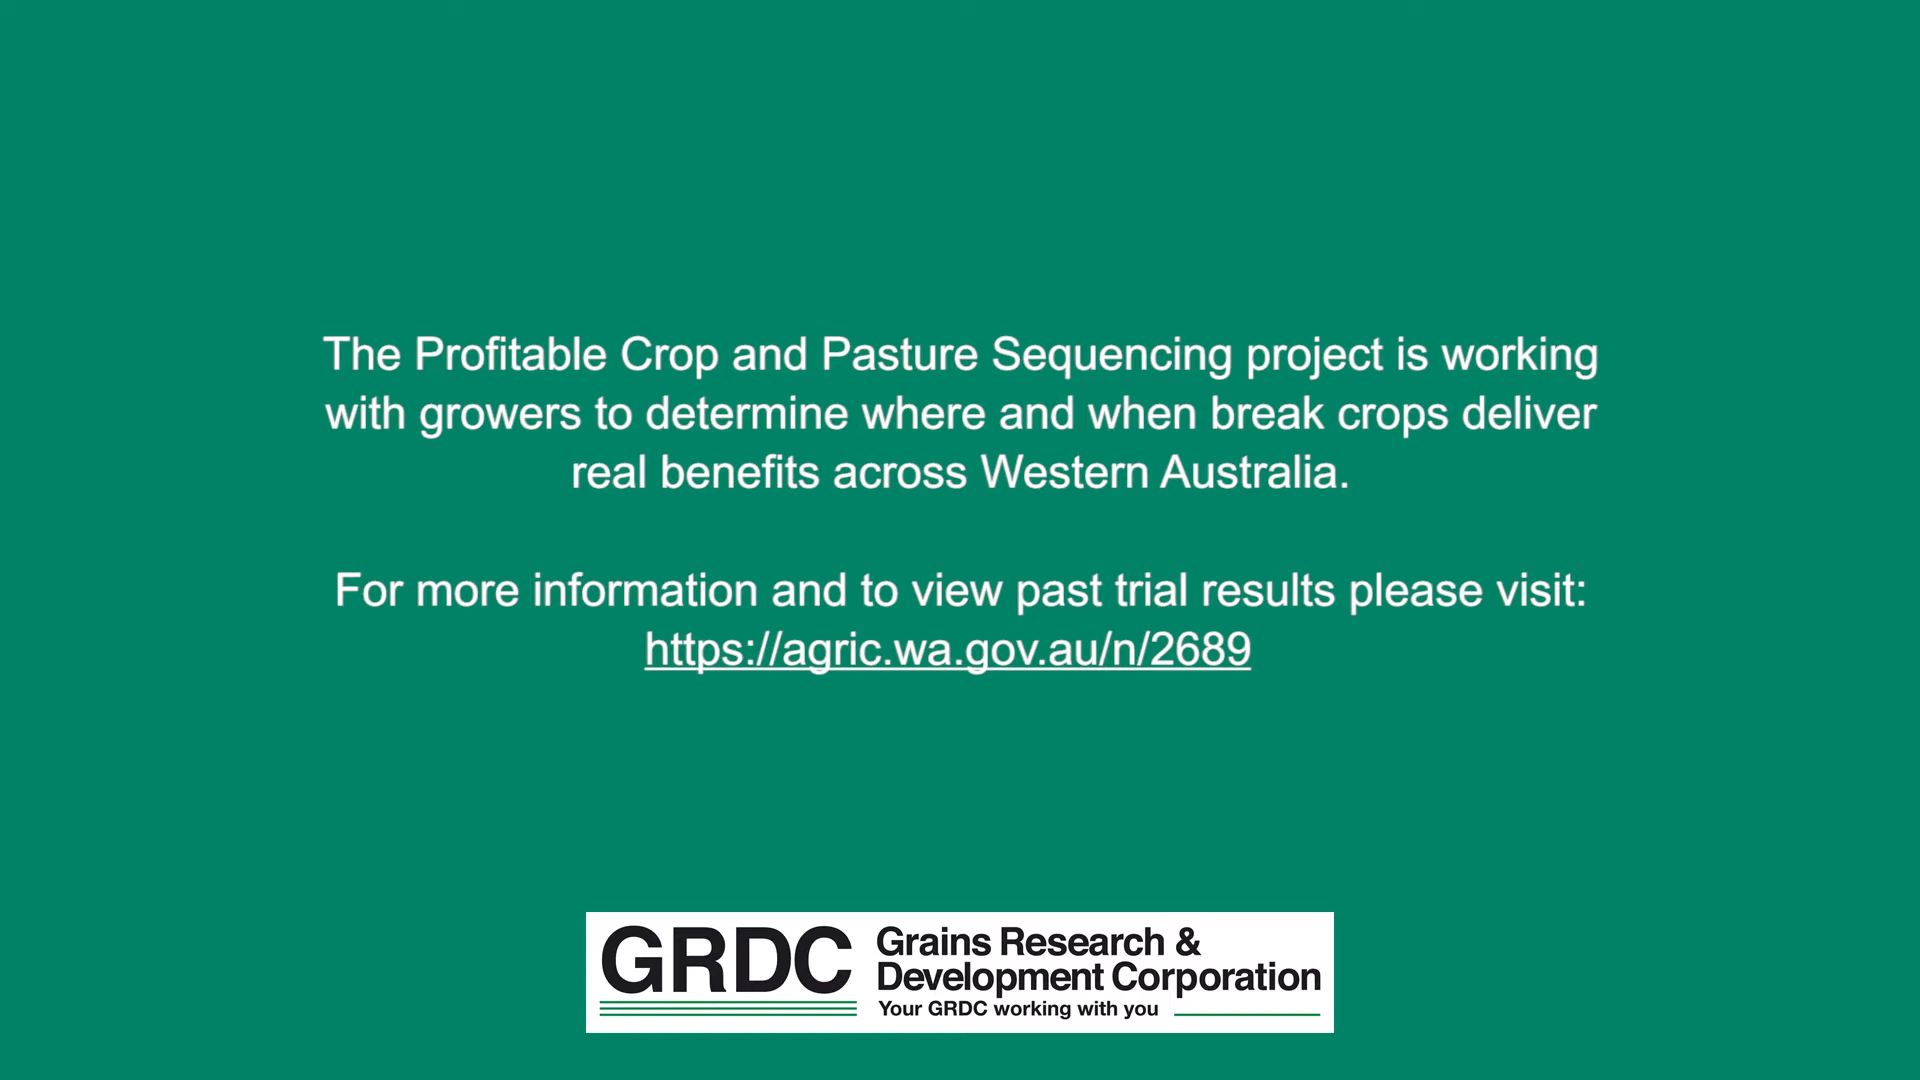 The Profitable Crop and Pasture Sequencing project is working
with growers to determine where and when break crops deliver
real benefits across Western Australia.
For more information and to view past trial results please visit:
https://agric.wa.gov.au/n/2689
GRDC
Grains Research &
Development Corporation
Your GRDC working with you